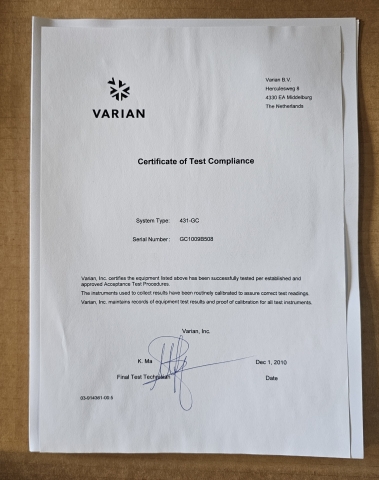 VARIAN
Varian B.V.
Herculesweg 8
4330 EA Middelburg
The Netherlands
Certificate of Test Compliance
System Type: 431-GC
Serial Number: GC10098508
Varian, Inc. certifies the equipment listed above has been successfully tested per established and
approved Acceptance Test Procedures.
The instruments used to collect results have been routinely calibrated to assure correct test readings.
Varian, Inc. maintains records of equipment test results and proof of calibration for all test instruments.
Varian, Inc.
K. Ma
Dec 1, 2010
Final Test Technician
Date
03-914061-00:5